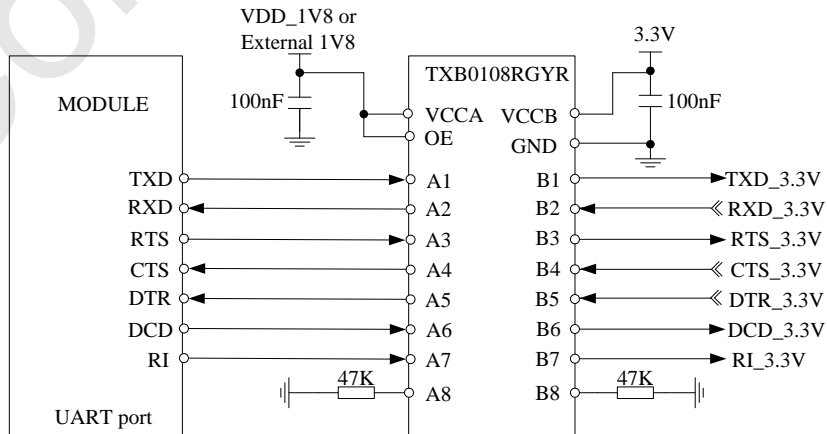 VDD_1V8 or
External 1V8
3.3V
TXB0108RGYR
MODULE
100nF
VCCA
VCCB
100nF
OE
GND
TXD
A1
B1
TXD_3.3V
RXD
A2
B2
RXD_3.3V
RTS
A3
B3
RTS_3.3V
CTS
A4
B4
CTS_3.3V
DTR
A5
B5
DTR_3.3V
DCD
A6
B6
DCD_3.3V
RI
A7
B7
RI_3.3V
47K
A8
B8
47K
UART port